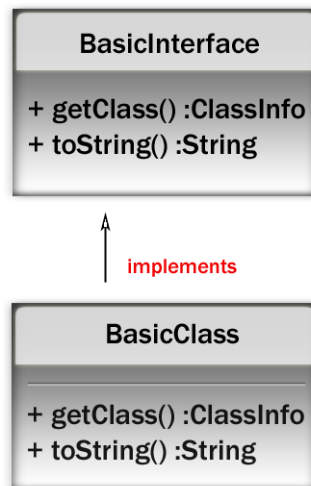 BasicInterface
+ getClass() :ClassInfo
+ toString() :String
implements
BasicClass
+ getClass() :ClassInfo
+ toString() :String